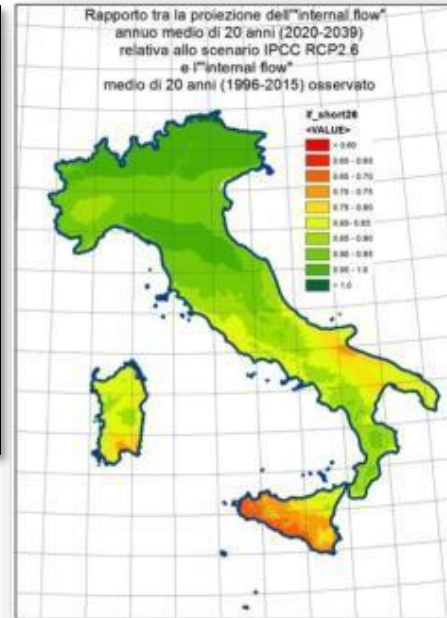 Rapporto tra la proiezione dell'"internal flow"
annuo medio di 20 anni (2020-2039)
relativa allo scenario IPCC RCP2.6
e l'"internal flow"
medio di 20 anni (1996-2015) osservato
if_short26
<VALUE>
< 0.60
0.60 - 0.65
0.65 - 0.70
0.70 - 0.75
0.75 - 0.80
0.80 - 0.85
0.85 - 0.90
0.90 - 0.95
0.95 - 1.0
> 1.0